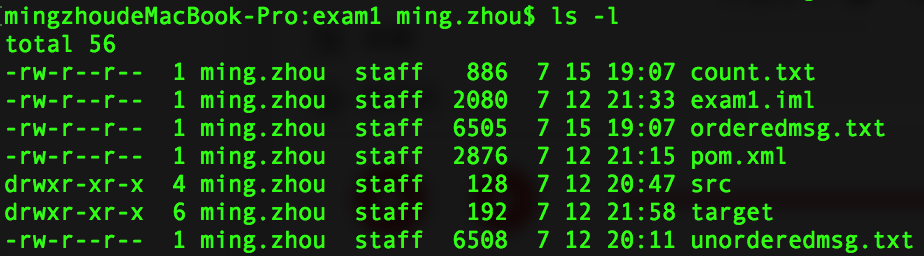 mingzhoudeMacBook-Pro:exam1 ming.zhou$ ls -l
total 56
-rw-r--r--  1 ming.zhou  staff   886  7 15 19:07 count.txt
-rw-r--r--  1 ming.zhou  staff  2080  7 12 21:33 exam1.iml
-rw-r--r--  1 ming.zhou  staff  6505  7 15 19:07 orderedmsg.txt
-rw-r--r--  1 ming.zhou  staff  2876  7 12 21:15 pom.xml
drwxr-xr-x  4 ming.zhou  staff   128  7 12 20:47 src
drwxr-xr-x  6 ming.zhou  staff   192  7 12 21:58 target
-rw-r--r--  1 ming.zhou  staff  6508  7 12 20:11 unorderedmsg.txt